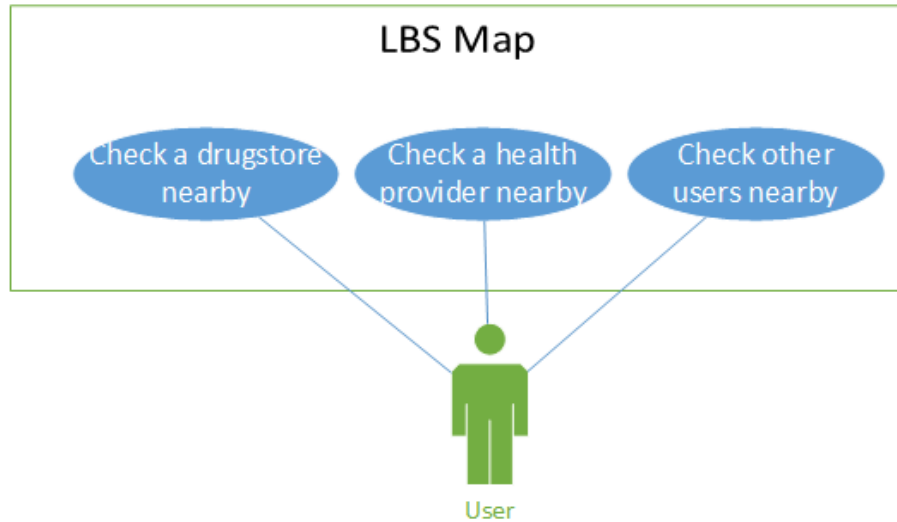 LBS Map
Check a drugstore
nearby
Check a health
provider nearby
Check other
users nearby
User